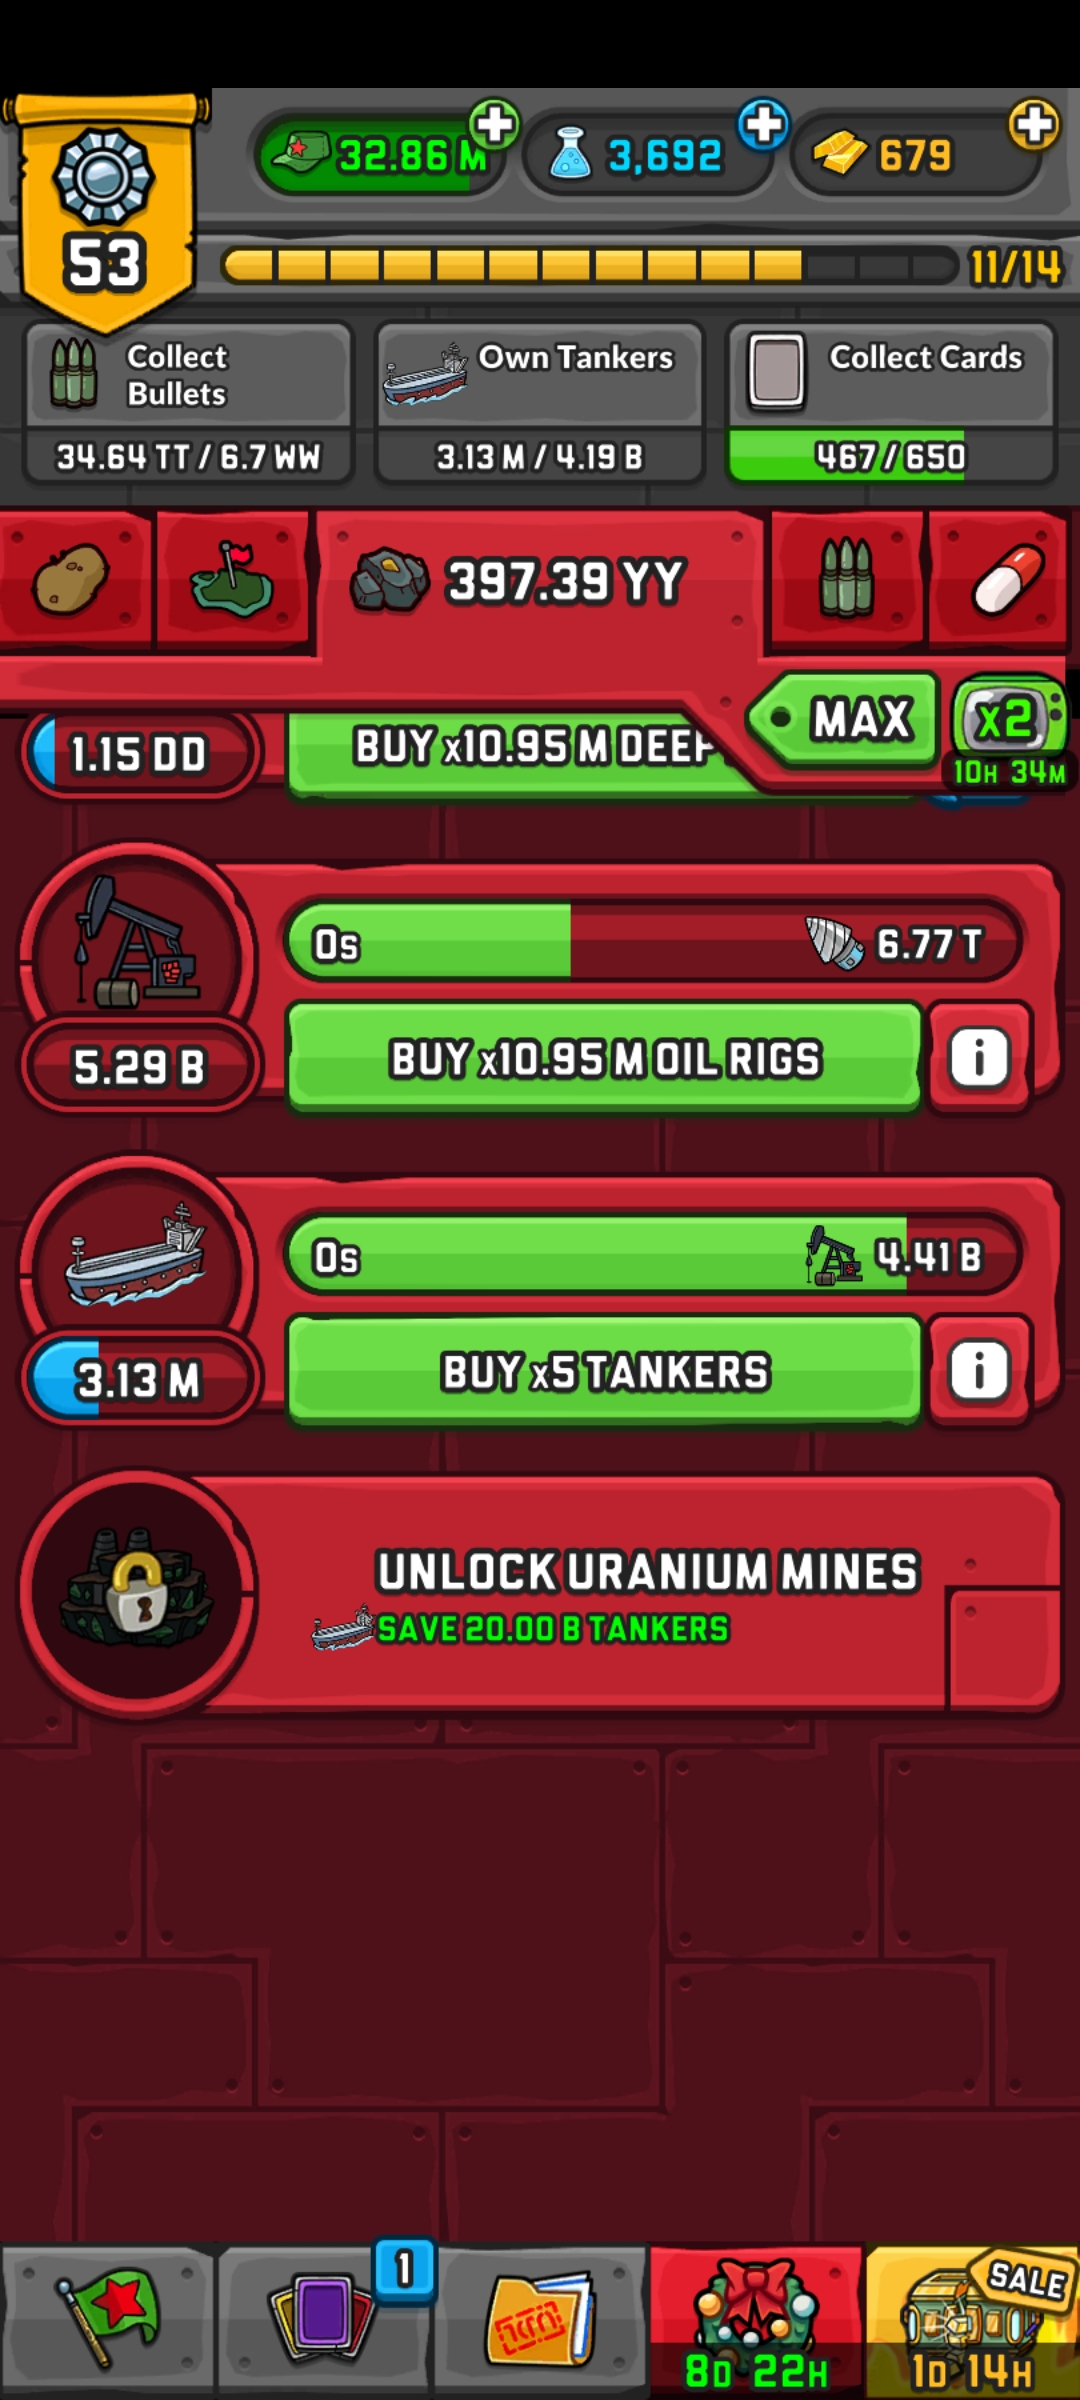 32.86 M
3,692
679
53
11/14
Collect
Bullets
Own Tankers
Collect Cards
34.64 TT / 6.7 WW
3.13 M / 4.19 B
467 / 650
397.39 YY
MAX
x2
10H 34M
1.15 DD
BUY x10.95 M DEEP
0s
6.77 T
5.29 B
BUY x10.95 M OIL RIGS
i
0s
4.41 B
3.13 M
BUY x5 TANKERS
i
UNLOCK URANIUM MINES
SAVE 20.00 B TANKERS
1
SALE
8D 22H
1D 14H